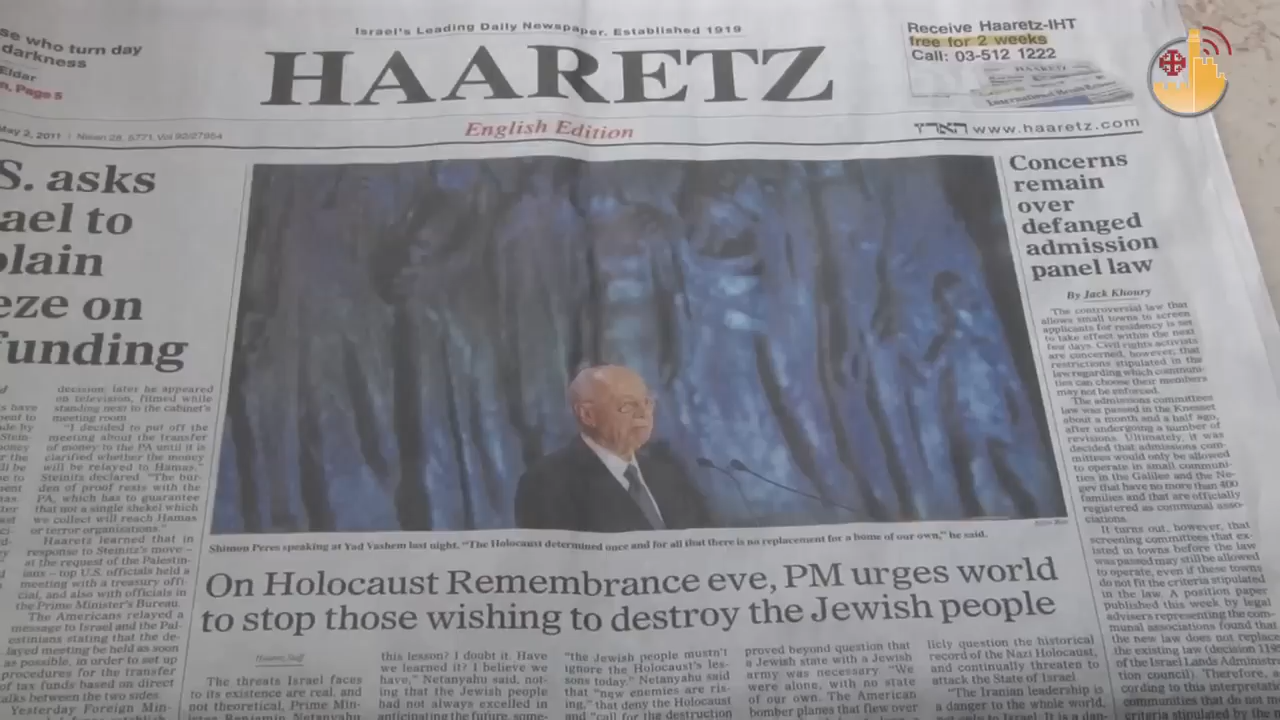 Israel's Leading Daily Newspaper, Established 1919
HAARETZ
English Edition
se who turn day
darkness
Eldar
Page 5
Receive Haaretz-IHT
free for 2 weeks
Call: 03-512 1222
May 2, 2011 | Nisan 28, 5771 Vol 92/27954
הארץ www.haaretz.com
S. asks
ael to
plain
eze on
funding
decision, later he appeared
on television, filmed while
standing next to the cabinet's
meeting room
"I decided to put off the
meeting about the transfer
of money to the PA until it is
clarified whether the money
will be relayed to Hamas,"
Steinitz declared "The bur-
den of proof rests with the
PA, which has to guarantee
that not a single shekel which
we collect will reach Hamas
or terror organizations."
Haaretz learned that in
response to Steinitz's move –
at the request of the Palestin-
ians – top U.S. officials held a
meeting with a treasury offi-
cial, and also with officials in
the Prime Minister's Bureau.
The Americans relayed a
message to Israel and the Pal-
estinians stating that the de-
layed meeting be held as soon
as possible, in order to set up
procedures for the transfer
of tax funds based on direct
talks between the two sides.
Yesterday Foreign Min-
Shimon Peres speaking at Yad Vashem last night. "The Holocaust determined once and for all that there is no replacement for a home of our own," he said.
On Holocaust Remembrance eve, PM urges world
to stop those wishing to destroy the Jewish people
Haaretz Staff
The threats Israel faces
to its existence are real, and
not theoretical, Prime Min-
ister Benjamin Netanyahu
this lesson? I doubt it. Have
we learned it? I believe we
have," Netanyahu said, not-
ing that the Jewish people
had not always excelled in
anticipating the future, some-
"the Jewish people mustn't
ignore the Holocaust's les-
sons today." Netanyahu said
that "new enemies are ris-
ing," that deny the Holocaust
and "call for the destruction
proved beyond question that
a Jewish state with a Jewish
army was necessary. "We
were alone, with no state
of our own. The American
bomber planes that flew over
licly question the historical
record of the Nazi Holocaust,
and continually threaten to
attack the State of Israel.
"The Iranian leadership is
a danger to the whole world,
Concerns
remain
over
defanged
admission
panel law
By Jack Khoury
The controversial law that
allows small towns to screen
applicants for residency is set
to take effect within the next
few days. Civil rights activists
are concerned, however, that
restrictions stipulated in the
law regarding which communi-
ties can choose their members
may not be enforced.
The admissions committees
law was passed in the Knesset
about a month and a half ago,
after undergoing a number of
revisions. Ultimately, it was
decided that admissions com-
mittees would only be allowed
to operate in small communi-
ties in the Galilee and the Ne-
gev that have no more than 400
families and that are officially
registered as communal asso-
ciations.
It turns out, however, that
screening committees that ex-
isted in towns before the law
was passed may still be allowed
to operate, even if these towns
do not fit the criteria stipulated
in the law. A position paper
published this week by legal
advisers representing the com-
munal associations found that
the new law does not replace
the existing law (decision
of the Israel Lands Administra-
tion council). Therefore, a
cording to this interpretation
communities that do not m